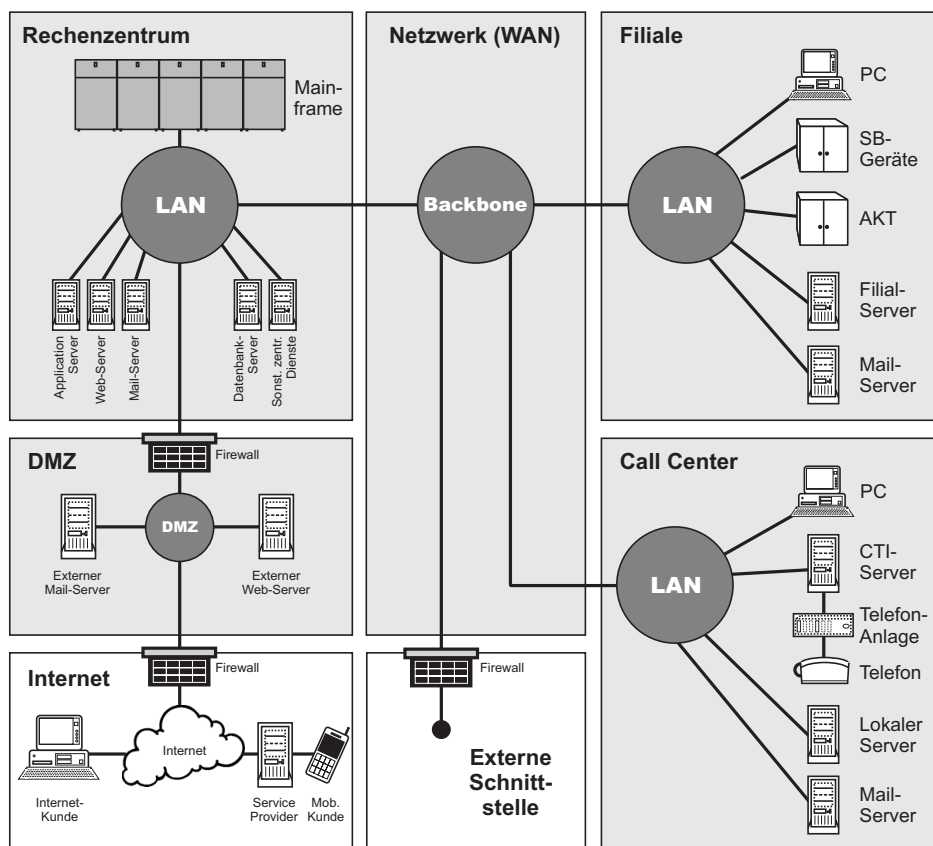 Rechenzentrum
Main-
frame
LAN
Application
Server
Web-Server
Mail-Server
Datenbank-
Server
Sonst. zentr.
Dienste
Netzwerk (WAN)
Backbone
Filiale
LAN
PC
SB-
Geräte
AKT
Filial-
Server
Mail-
Server
DMZ
Firewall
DMZ
Externer
Mail-Server
Externer
Web-Server
Call Center
LAN
PC
CTI-
Server
Telefon-
Anlage
Telefon
Lokaler
Server
Mail-
Server
Internet
Firewall
Internet
Internet-
Kunde
Service
Provider
Mob.
Kunde
Firewall
Externe
Schnitt-
stelle